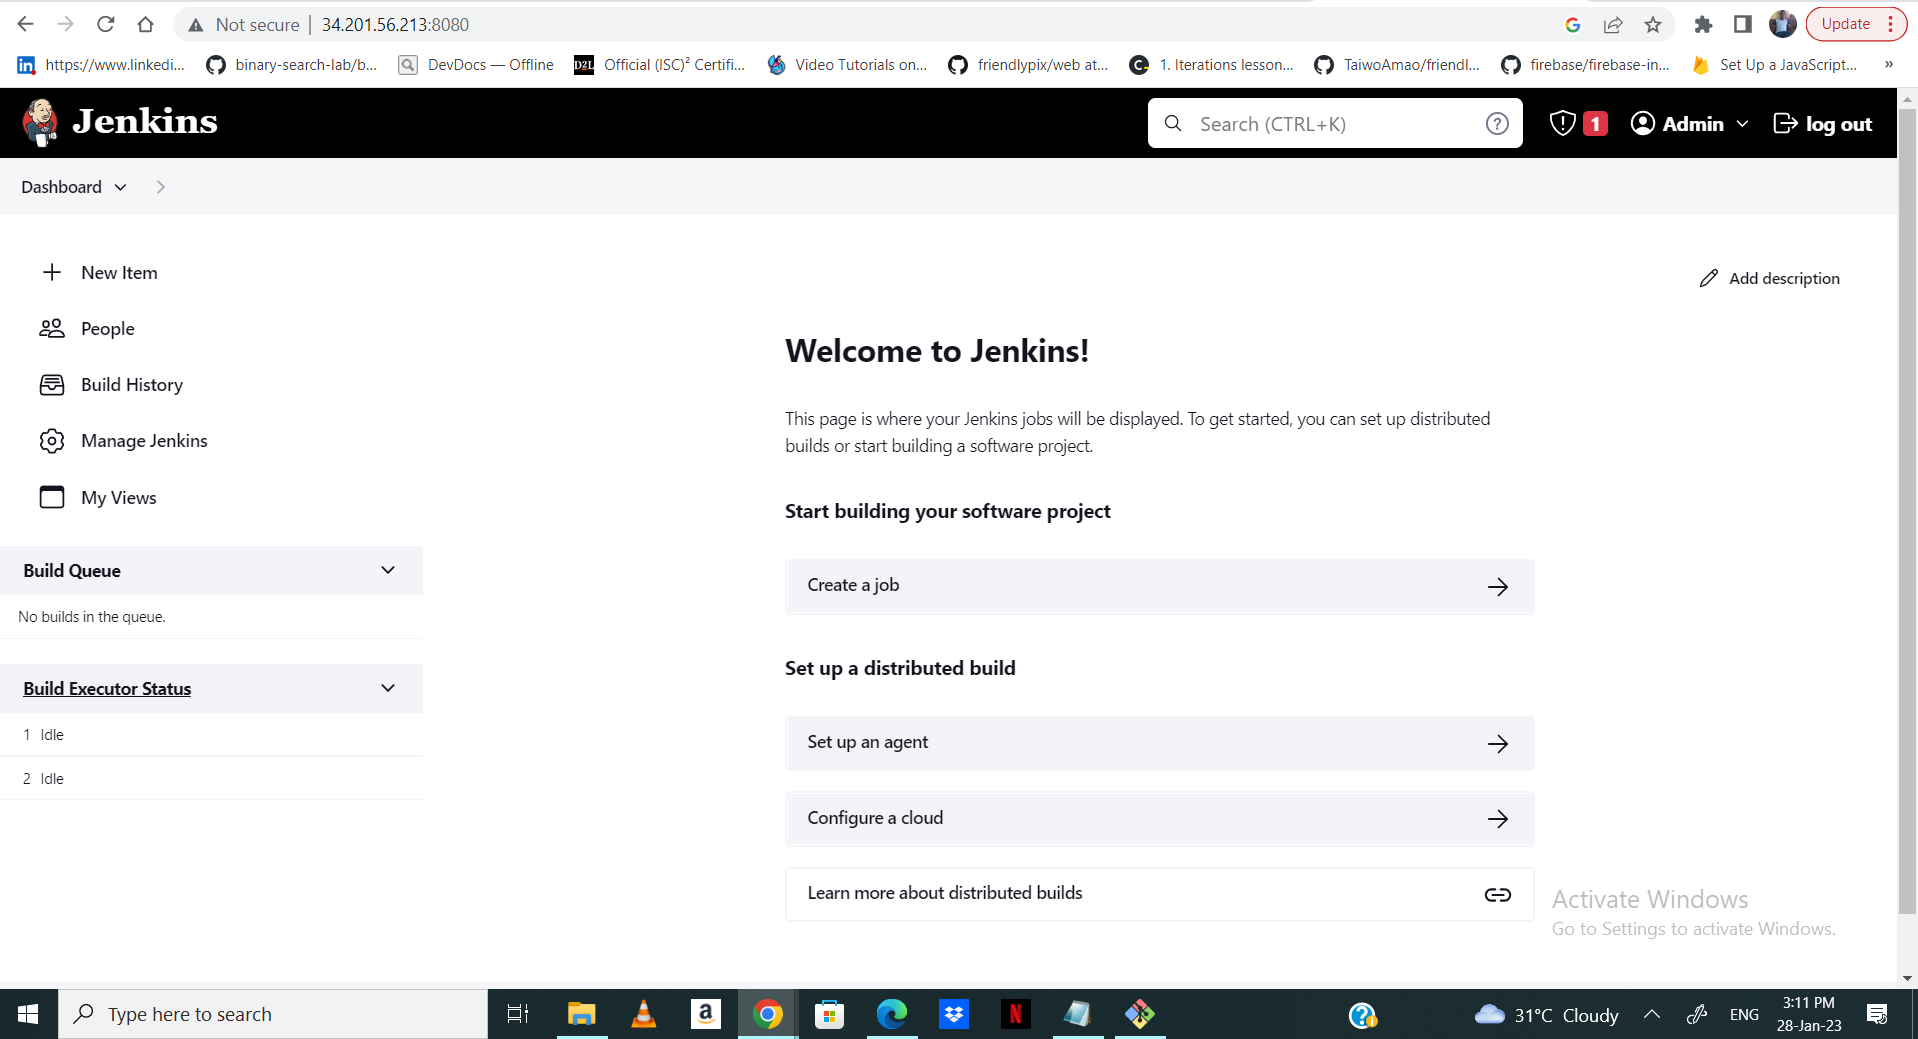 Not secure | 34.201.56.213:8080
Update
https://www.linkedi...
binary-search-lab/b...
DevDocs — Offline
D2L Official (ISC)² Certifi...
Video Tutorials on...
friendlypix/web at...
1. Iterations lesson...
TaiwoAmao/friendl...
firebase/firebase-in...
Set Up a JavaScript...
»
Jenkins
Search (CTRL+K)
1
Admin
log out
Dashboard
New Item
People
Build History
Manage Jenkins
My Views
Build Queue
No builds in the queue.
Build Executor Status
1 Idle
2 Idle
Add description
Welcome to Jenkins!
This page is where your Jenkins jobs will be displayed. To get started, you can set up distributed
builds or start building a software project.
Start building your software project
Create a job
Set up a distributed build
Set up an agent
Configure a cloud
Learn more about distributed builds
Activate Windows
Go to Settings to activate Windows.
Type here to search
31°C Cloudy
ENG
3:11 PM
28-Jan-23